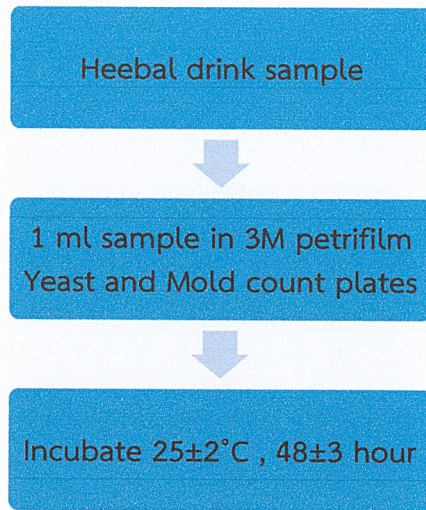 Heebal drink sample
1 ml sample in 3M petrifilm
Yeast and Mold count plates
Incubate 25±2°C , 48±3 hour